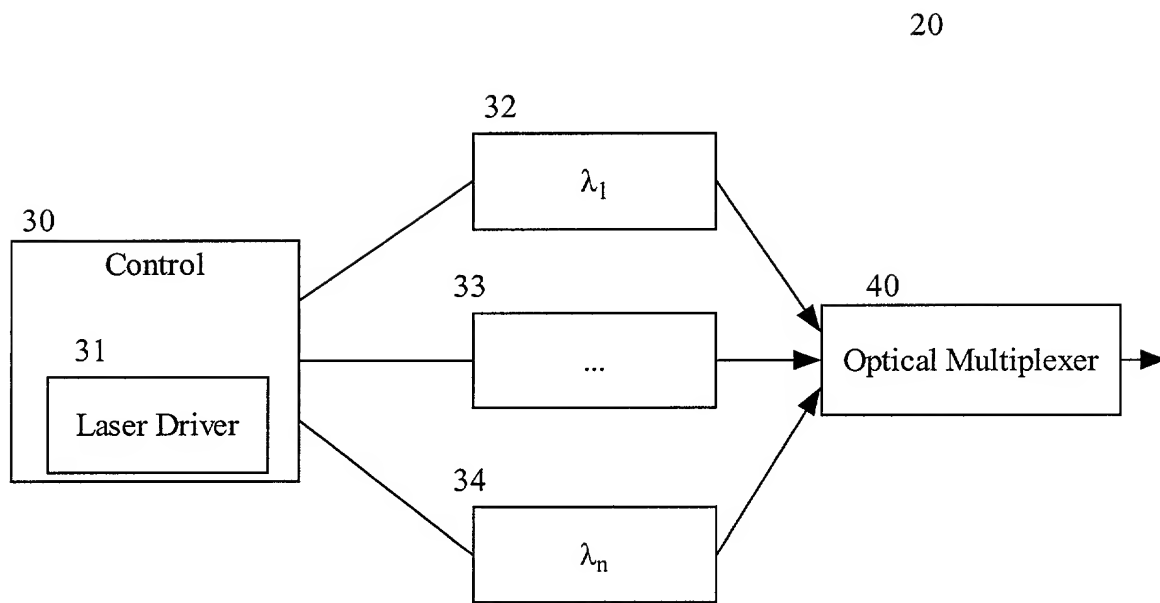 20
32
λ1
30
Control
33
...
40
Optical Multiplexer
31
Laser Driver
34
λn